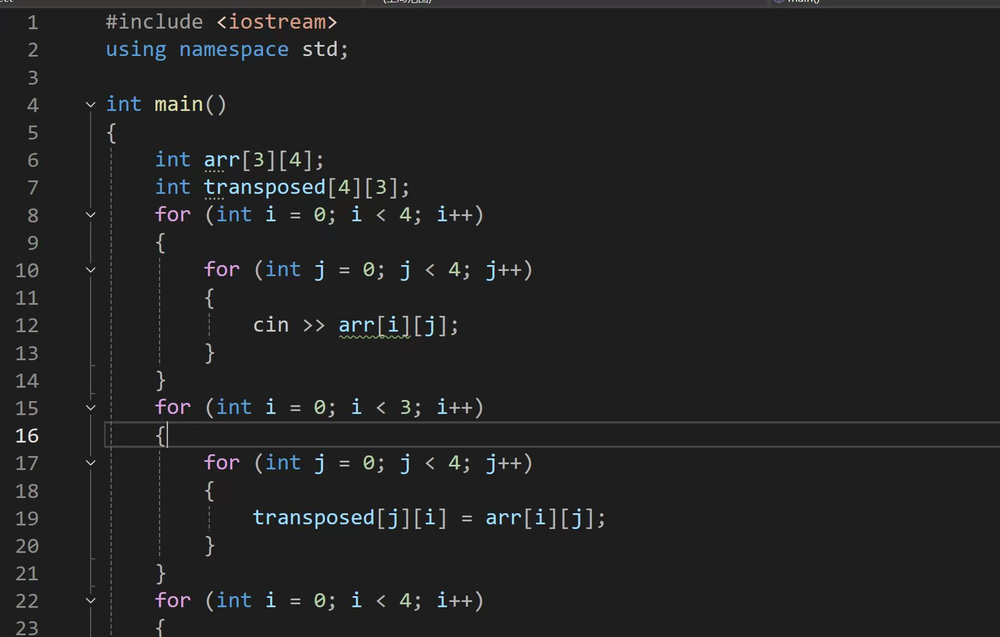 1 #include <iostream>
2 using namespace std;
3
4 int main()
5 {
6 int arr[3][4];
7 int transposed[4][3];
8 for (int i = 0; i < 4; i++)
9 {
10 for (int j = 0; j < 4; j++)
11 {
12 cin >> arr[i][j];
13 }
14 }
15 for (int i = 0; i < 3; i++)
16 {
17 for (int j = 0; j < 4; j++)
18 {
19 transposed[j][i] = arr[i][j];
20 }
21 }
22 for (int i = 0; i < 4; i++)
23 {